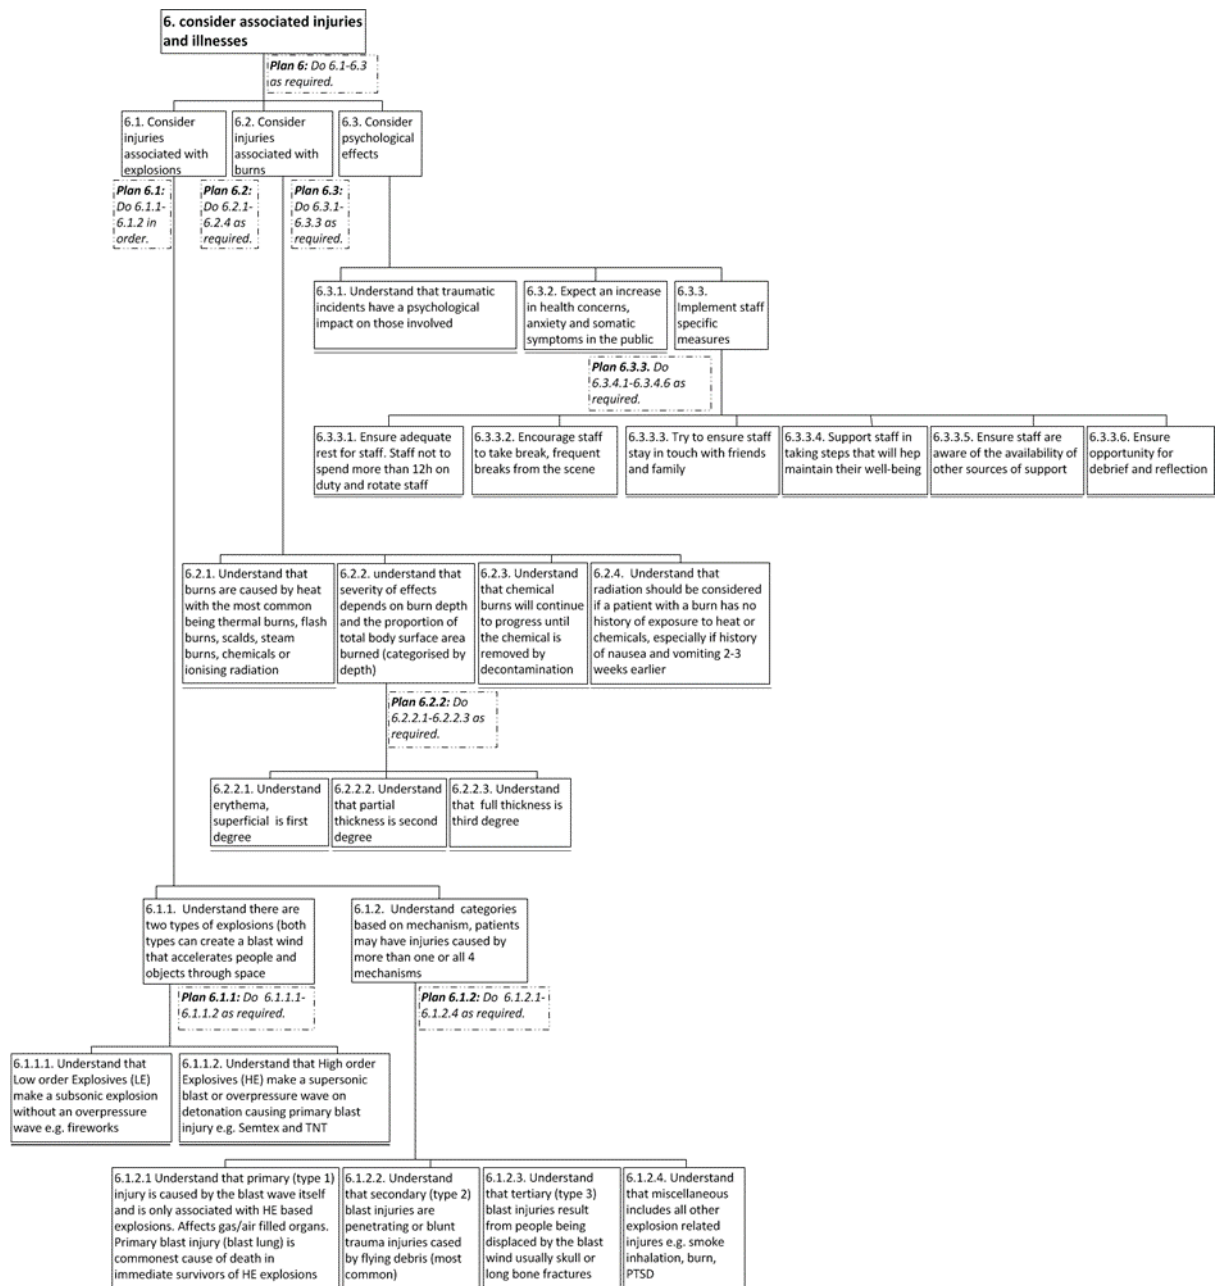 6. consider associated injuries
and illnesses
Plan 6: Do 6.1-6.3
as required.
6.1. Consider
injuries
associated with
explosions
6.2. Consider
injuries
associated with
burns
6.3. Consider
psychological
effects
Plan 6.1:
Do 6.1.1-
6.1.2 in
order.
Plan 6.2:
Do 6.2.1-
6.2.4 as
required.
Plan 6.3:
Do 6.3.1-
6.3.3 as
required.
6.3.1. Understand that traumatic
incidents have a psychological
impact on those involved
6.3.2. Expect an increase
in health concerns,
anxiety and somatic
symptoms in the public
6.3.3.
Implement staff
specific
measures
Plan 6.3.3. Do
6.3.4.1-6.3.4.6 as
required.
6.3.3.1. Ensure adequate
rest for staff. Staff not to
spend more than 12h on
duty and rotate staff
6.3.3.2. Encourage staff
to take break, frequent
breaks from the scene
6.3.3.3. Try to ensure staff
stay in touch with friends
and family
6.3.3.4. Support staff in
taking steps that will hep
maintain their well-being
6.3.3.5. Ensure staff are
aware of the availability of
other sources of support
6.3.3.6. Ensure
opportunity for
debrief and reflection
6.2.1. Understand that
burns are caused by heat
with the most common
being thermal burns, flash
burns, scalds, steam
burns, chemicals or
ionising radiation
6.2.2. understand that
severity of effects
depends on burn depth
and the proportion of
total body surface area
burned (categorised by
depth)
6.2.3. Understand
that chemical
burns will continue
to progress until
the chemical is
removed by
decontamination
6.2.4. Understand that
radiation should be considered
if a patient with a burn has no
history of exposure to heat or
chemicals, especially if history
of nausea and vomiting 2-3
weeks earlier
Plan 6.2.2: Do
6.2.2.1-6.2.2.3 as
required.
6.2.2.1. Understand
erythema,
superficial is first
degree
6.2.2.2. Understand
that partial
thickness is second
degree
6.2.2.3. Understand
that full thickness is
third degree
6.1.1. Understand there are
two types of explosions (both
types can create a blast wind
that accelerates people and
objects through space
6.1.2. Understand categories
based on mechanism, patients
may have injuries caused by
more than one or all 4
mechanisms
Plan 6.1.1: Do 6.1.1.1-
6.1.1.2 as required.
Plan 6.1.2: Do 6.1.2.1-
6.1.2.4 as required.
6.1.1.1. Understand that
Low order Explosives (LE)
make a subsonic explosion
without an overpressure
wave e.g. fireworks
6.1.1.2. Understand that High order
Explosives (HE) make a supersonic
blast or overpressure wave on
detonation causing primary blast
injury e.g. Semtex and TNT
6.1.2.1 Understand that primary (type 1)
injury is caused by the blast wave itself
and is only associated with HE based
explosions. Affects gas/air filled organs.
Primary blast injury (blast lung) is
commonest cause of death in
immediate survivors of HE explosions
6.1.2.2. Understand
that secondary (type 2)
blast injuries are
penetrating or blunt
trauma injuries cased
by flying debris (most
common)
6.1.2.3. Understand
that tertiary (type 3)
blast injuries result
from people being
displaced by the blast
wind usually skull or
long bone fractures
6.1.2.4. Understand
that miscellaneous
includes all other
explosion related
injures e.g. smoke
inhalation, burn,
PTSD